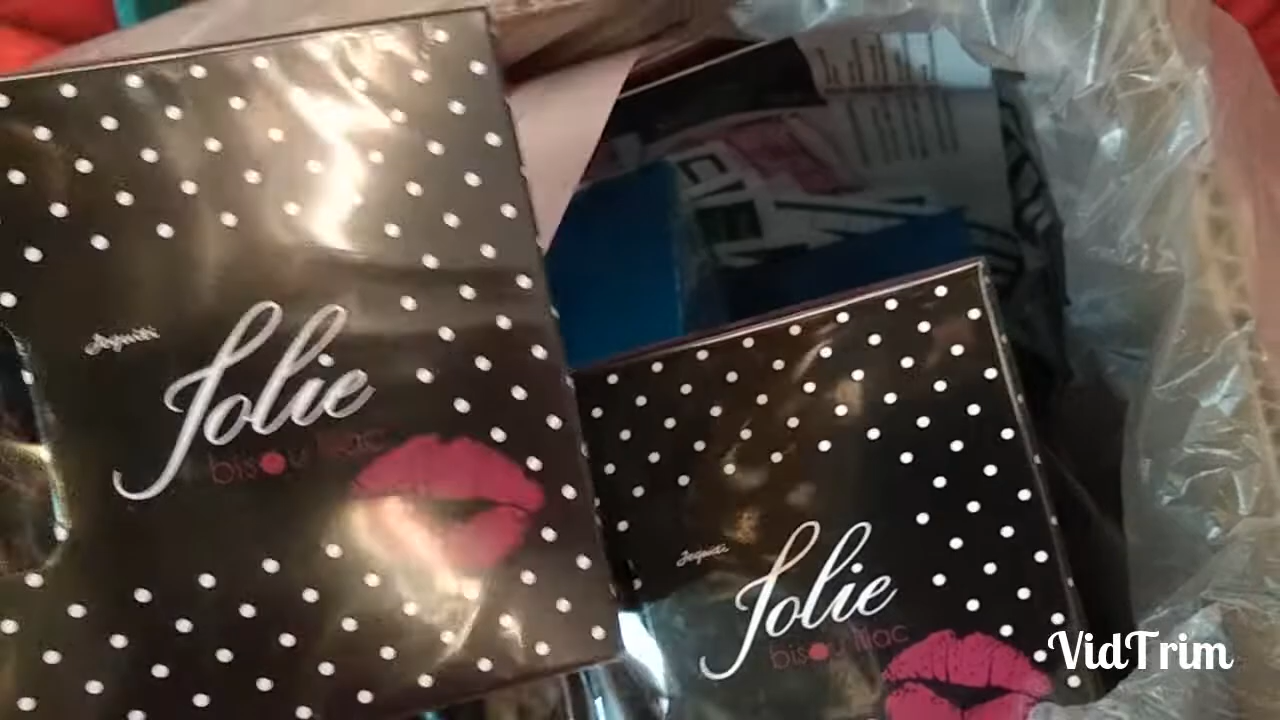 Jequiti
Jolie
bisou lilac
Jequiti
Jolie
bisou lilac
VidTrim